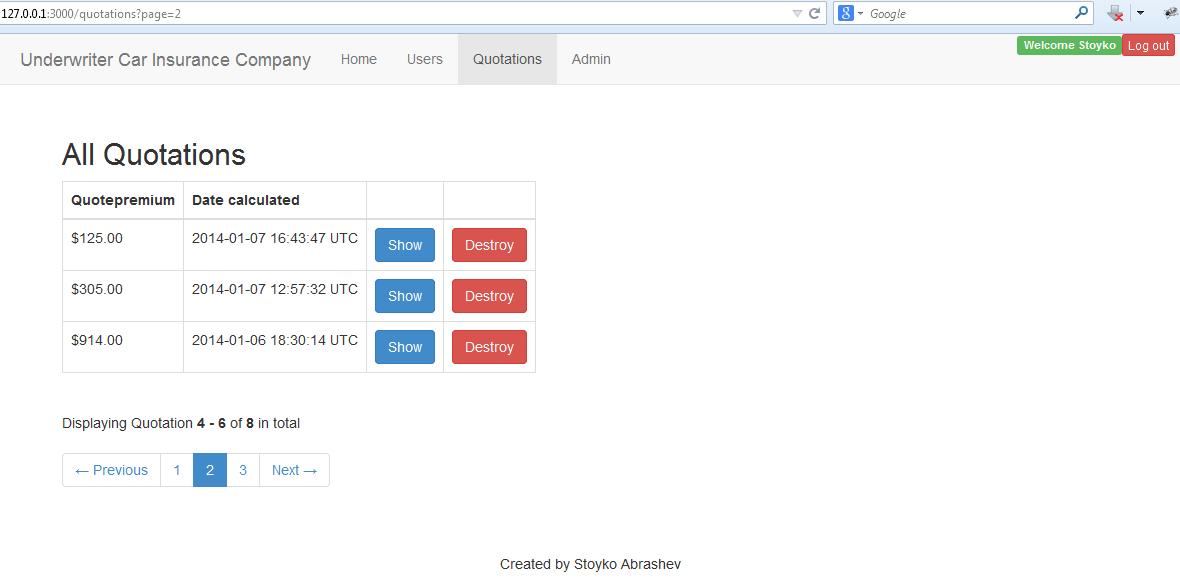 127.0.0.1:3000/quotations?page=2 Google
Underwriter Car Insurance Company Home Users Quotations Admin Welcome Stoyko Log out
All Quotations
Quotepremium Date calculated
$125.00 2014-01-07 16:43:47 UTC Show Destroy
$305.00 2014-01-07 12:57:32 UTC Show Destroy
$914.00 2014-01-06 18:30:14 UTC Show Destroy
Displaying Quotation 4 - 6 of 8 in total
← Previous 1 2 3 Next →
Created by Stoyko Abrashev